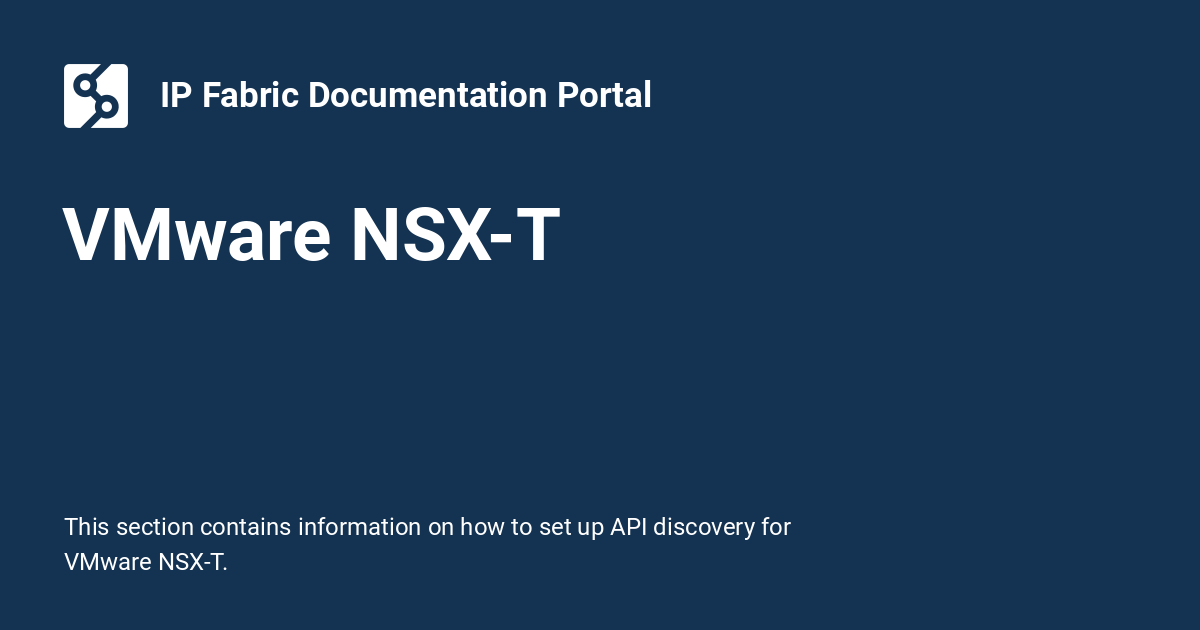 IP Fabric Documentation Portal
VMware NSX-T
This section contains information on how to set up API discovery for
VMware NSX-T.